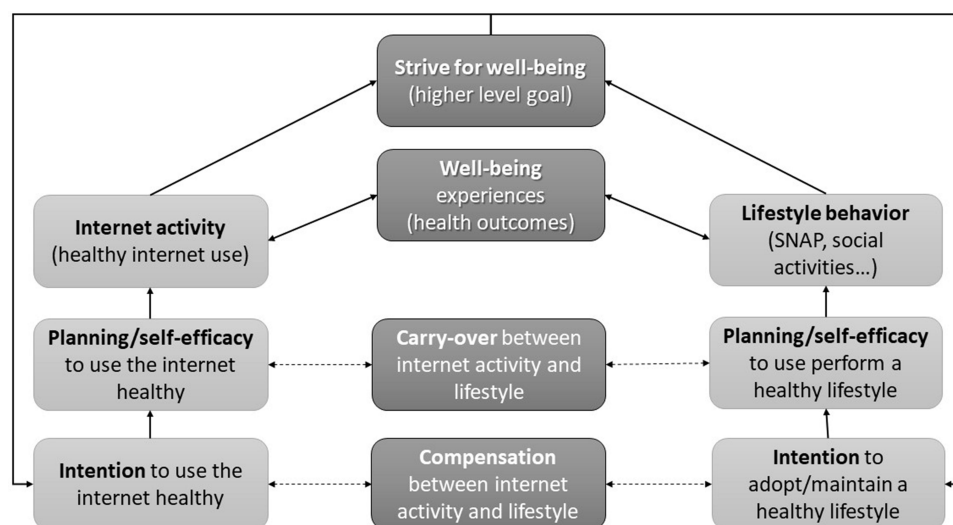 Strive for well-being
(higher level goal)
Well-being
experiences
(health outcomes)
Internet activity
(healthy internet use)
Lifestyle behavior
(SNAP, social
activities…)
Planning/self-efficacy
to use the internet
healthy
Carry-over between
internet activity and
lifestyle
Planning/self-efficacy
to use perform a
healthy lifestyle
Intention to use the
internet healthy
Compensation
between internet
activity and lifestyle
Intention to
adopt/maintain a
healthy lifestyle